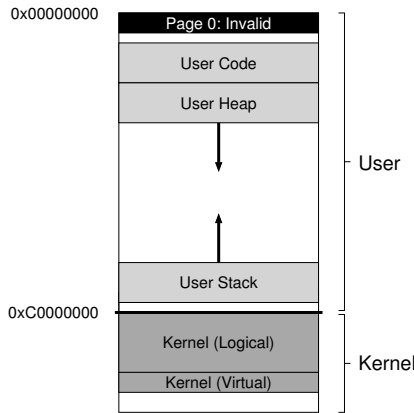 0x00000000
Page 0: Invalid
User Code
User Heap
User
User Stack
0xC0000000
Kernel (Logical)
Kernel
Kernel (Virtual)